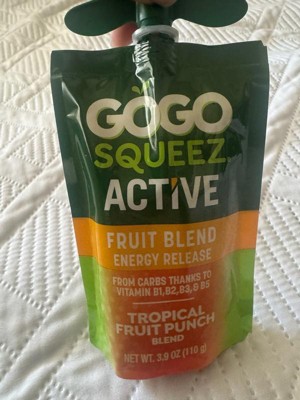 GOGO
SQUEEZ
ACTIVE
FRUIT BLEND
ENERGY RELEASE
FROM CARBS THANKS TO
VITAMIN B1,B2,B3,& B5
TROPICAL
FRUIT PUNCH
BLEND
NET WT. 3.9 OZ (110 g)